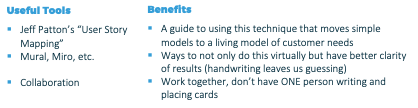 Useful Tools
Benefits
▪ Jeff Patton's "User Story
Mapping"
▪ Mural, Miro, etc.
▪ Collaboration
▪ A guide to using this technique that moves simple
models to a living model of customer needs
▪ Ways to not only do this virtually but have better clarity
of results (handwriting leaves us guessing)
▪ Work together, don't have ONE person writing and
placing cards